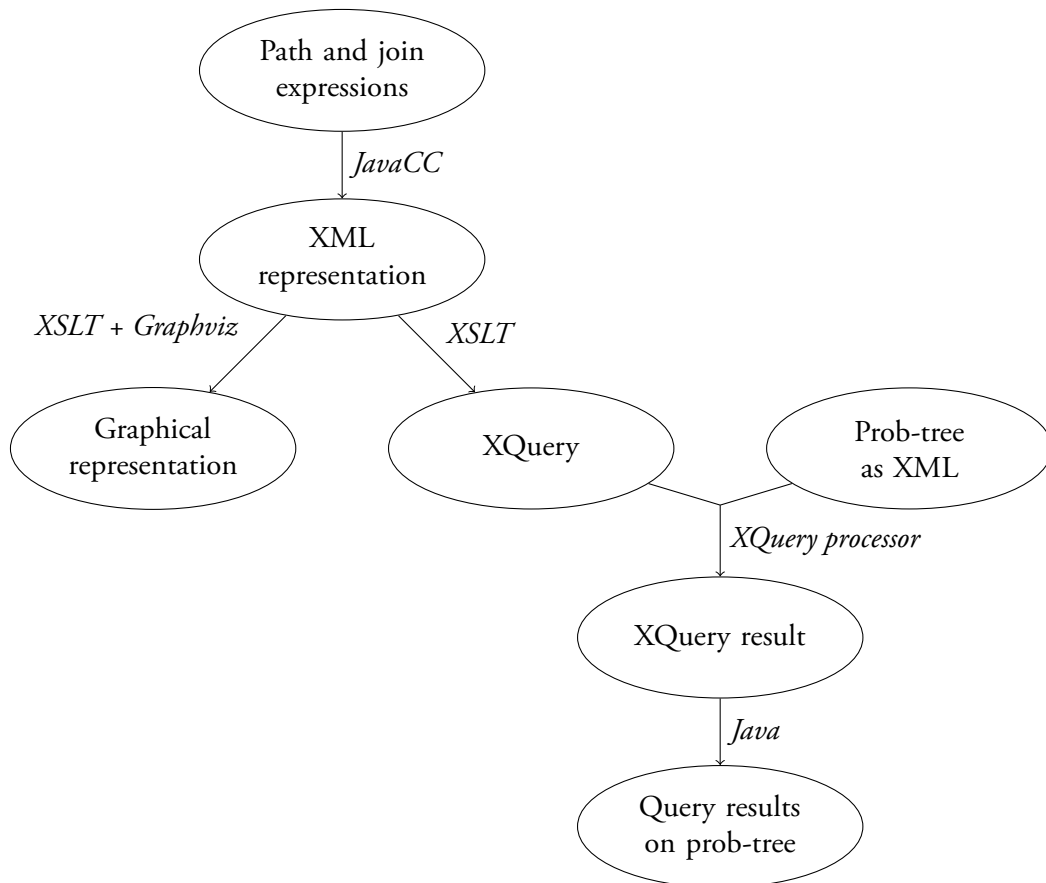 Path and join
expressions
JavaCC
XML
representation
XSLT + Graphviz
XSLT
Graphical
representation
XQuery
Prob-tree
as XML
XQuery processor
XQuery result
Java
Query results
on prob-tree